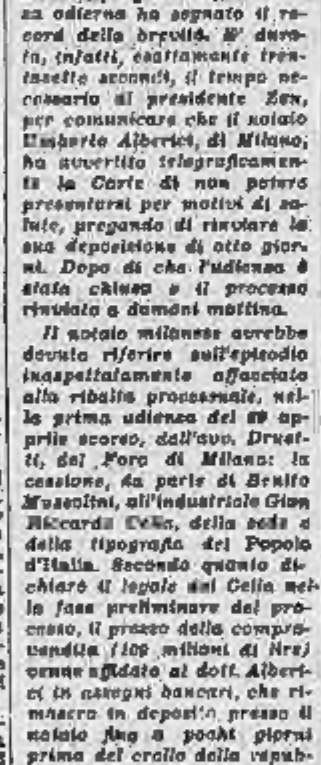 za odierna ha segnato il re-
cord della brevità. E' dura-
ta, infatti, esattamente tren-
tasette secondi, il tempo ne-
cessario al presidente Zen,
per comunicare che il notaio
Umberto Alberici, di Milano,
ha avvertito telegraficamen-
te la Corte di non potersi
presentarsi per motivi di sa-
lute, pregando di rinviare la
sua deposizione di otto gior-
ni. Dopo di che l'udienza è
stata chiusa e il processo
rinviato a domani mattina.
Il notaio milanese avrebbe
dovuto riferire sull'episodio
inaspettatamente affacciato
alla ribalta processuale, nel-
la prima udienza del ap-
prile scorso, dall'avv.
del Foro di Milano: la
cessione, da parte di Benito
Mussolini, all'industriale Gian
Riccardo Cella, della sede e
della tipografia del Popolo
d'Italia. Secondo quanto di-
chiarò il legale del Cella nel-
la fase preliminare del pro-
cesso, il prezzo della compra-
vendita (100 milioni di lire)
venne affidato al dott. Alberi-
ci in assegni bancari, che ri-
masero in deposito presso il
notaio fino a pochi giorni
prima del crollo della repub-